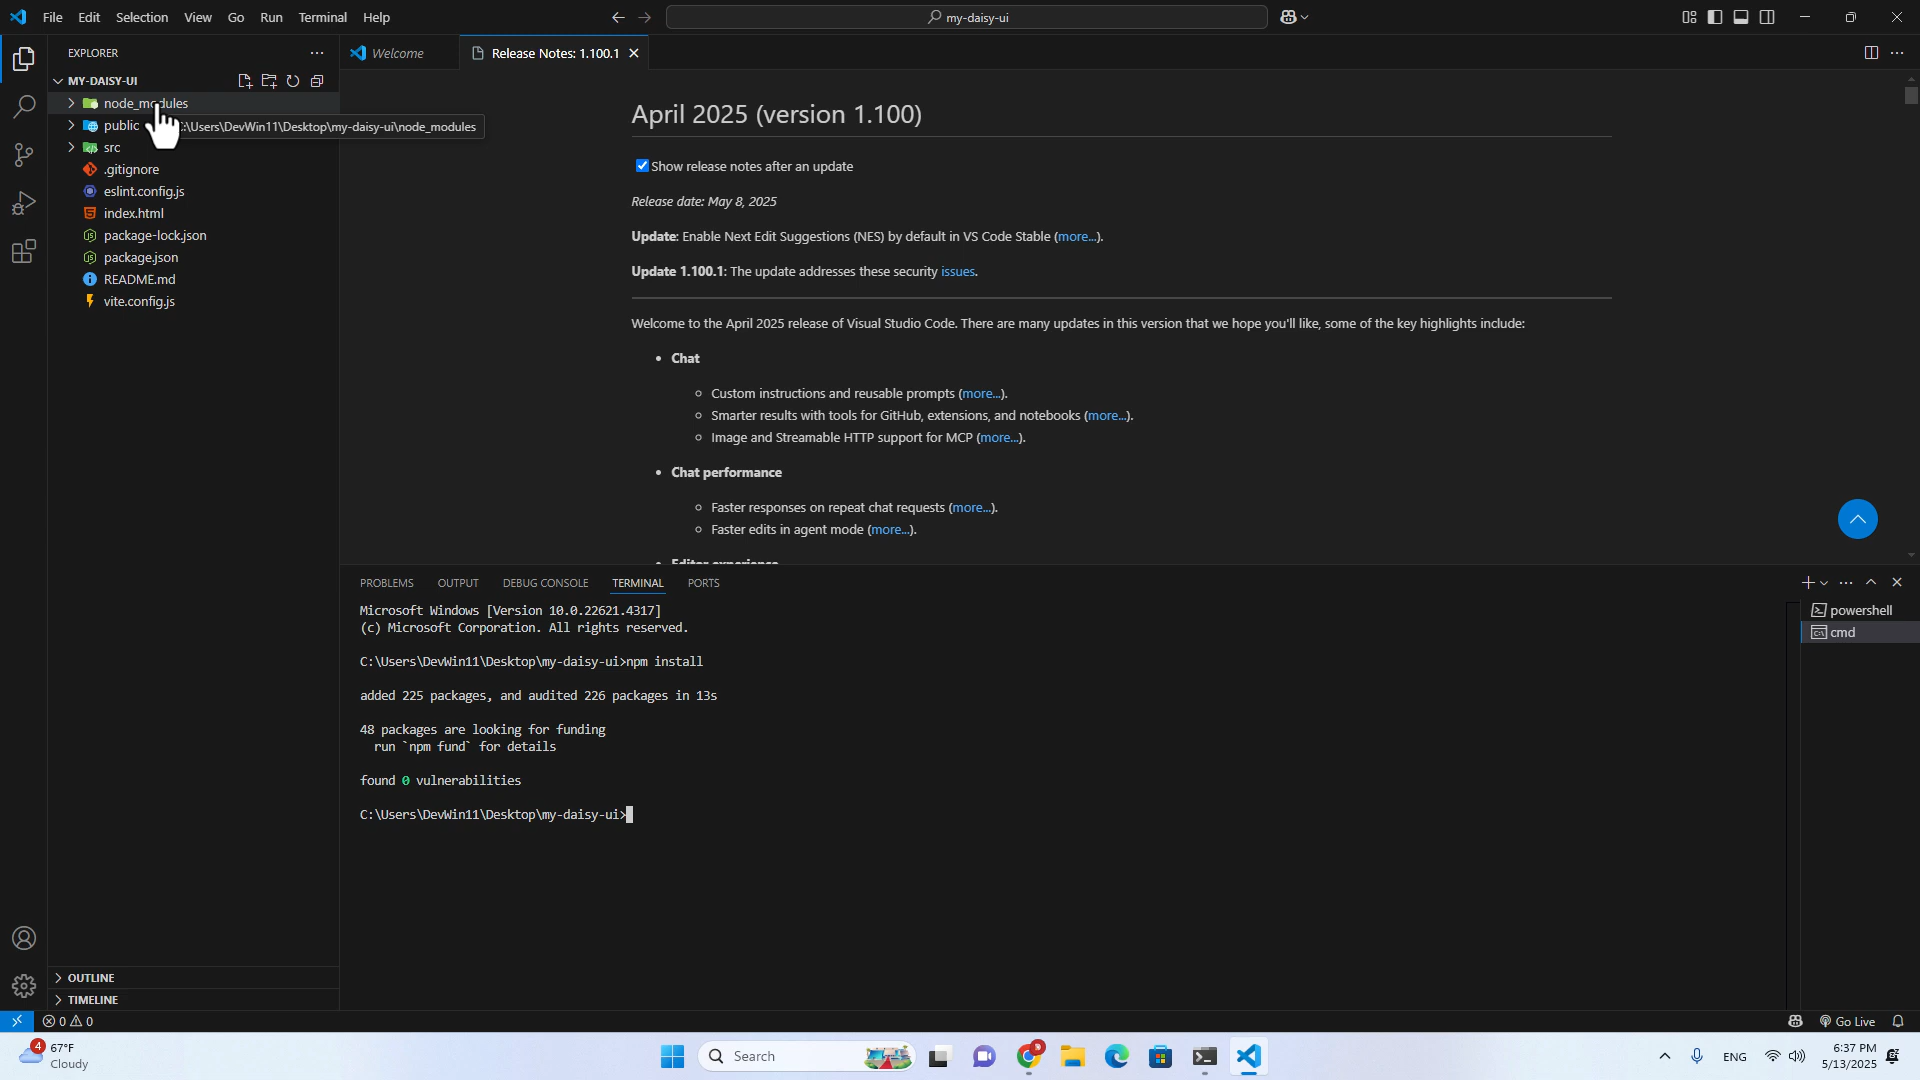 File Edit Selection View Go Run Terminal Help
my-daisy-ui
EXPLORER
MY-DAISY-UI
node_modules
public
:\Users\DevWin11\Desktop\my-daisy-ui\node_modules
src
.gitignore
eslint.config.js
index.html
package-lock.json
package.json
README.md
vite.config.js
OUTLINE
TIMELINE
Welcome
Release Notes: 1.100.1
April 2025 (version 1.100)
Show release notes after an update
Release date: May 8, 2025
Update: Enable Next Edit Suggestions (NES) by default in VS Code Stable (more...).
Update 1.100.1: The update addresses these security issues.
Welcome to the April 2025 release of Visual Studio Code. There are many updates in this version that we hope you'll like, some of the key highlights include:
• Chat
Custom instructions and reusable prompts (more...).
Smarter results with tools for GitHub, extensions, and notebooks (more...).
Image and Streamable HTTP support for MCP (more...).
• Chat performance
Faster responses on repeat chat requests (more...).
Faster edits in agent mode (more...).
• Editor experience
PROBLEMS OUTPUT DEBUG CONSOLE TERMINAL PORTS
Microsoft Windows [Version 10.0.22621.4317]
(c) Microsoft Corporation. All rights reserved.
C:\Users\DevWin11\Desktop\my-daisy-ui>npm install
added 225 packages, and audited 226 packages in 13s
48 packages are looking for funding
run `npm fund` for details
found 0 vulnerabilities
C:\Users\DevWin11\Desktop\my-daisy-ui>
powershell
cmd
0 0
Go Live
4
67°F
Cloudy
Search
ENG
6:37 PM
5/13/2025